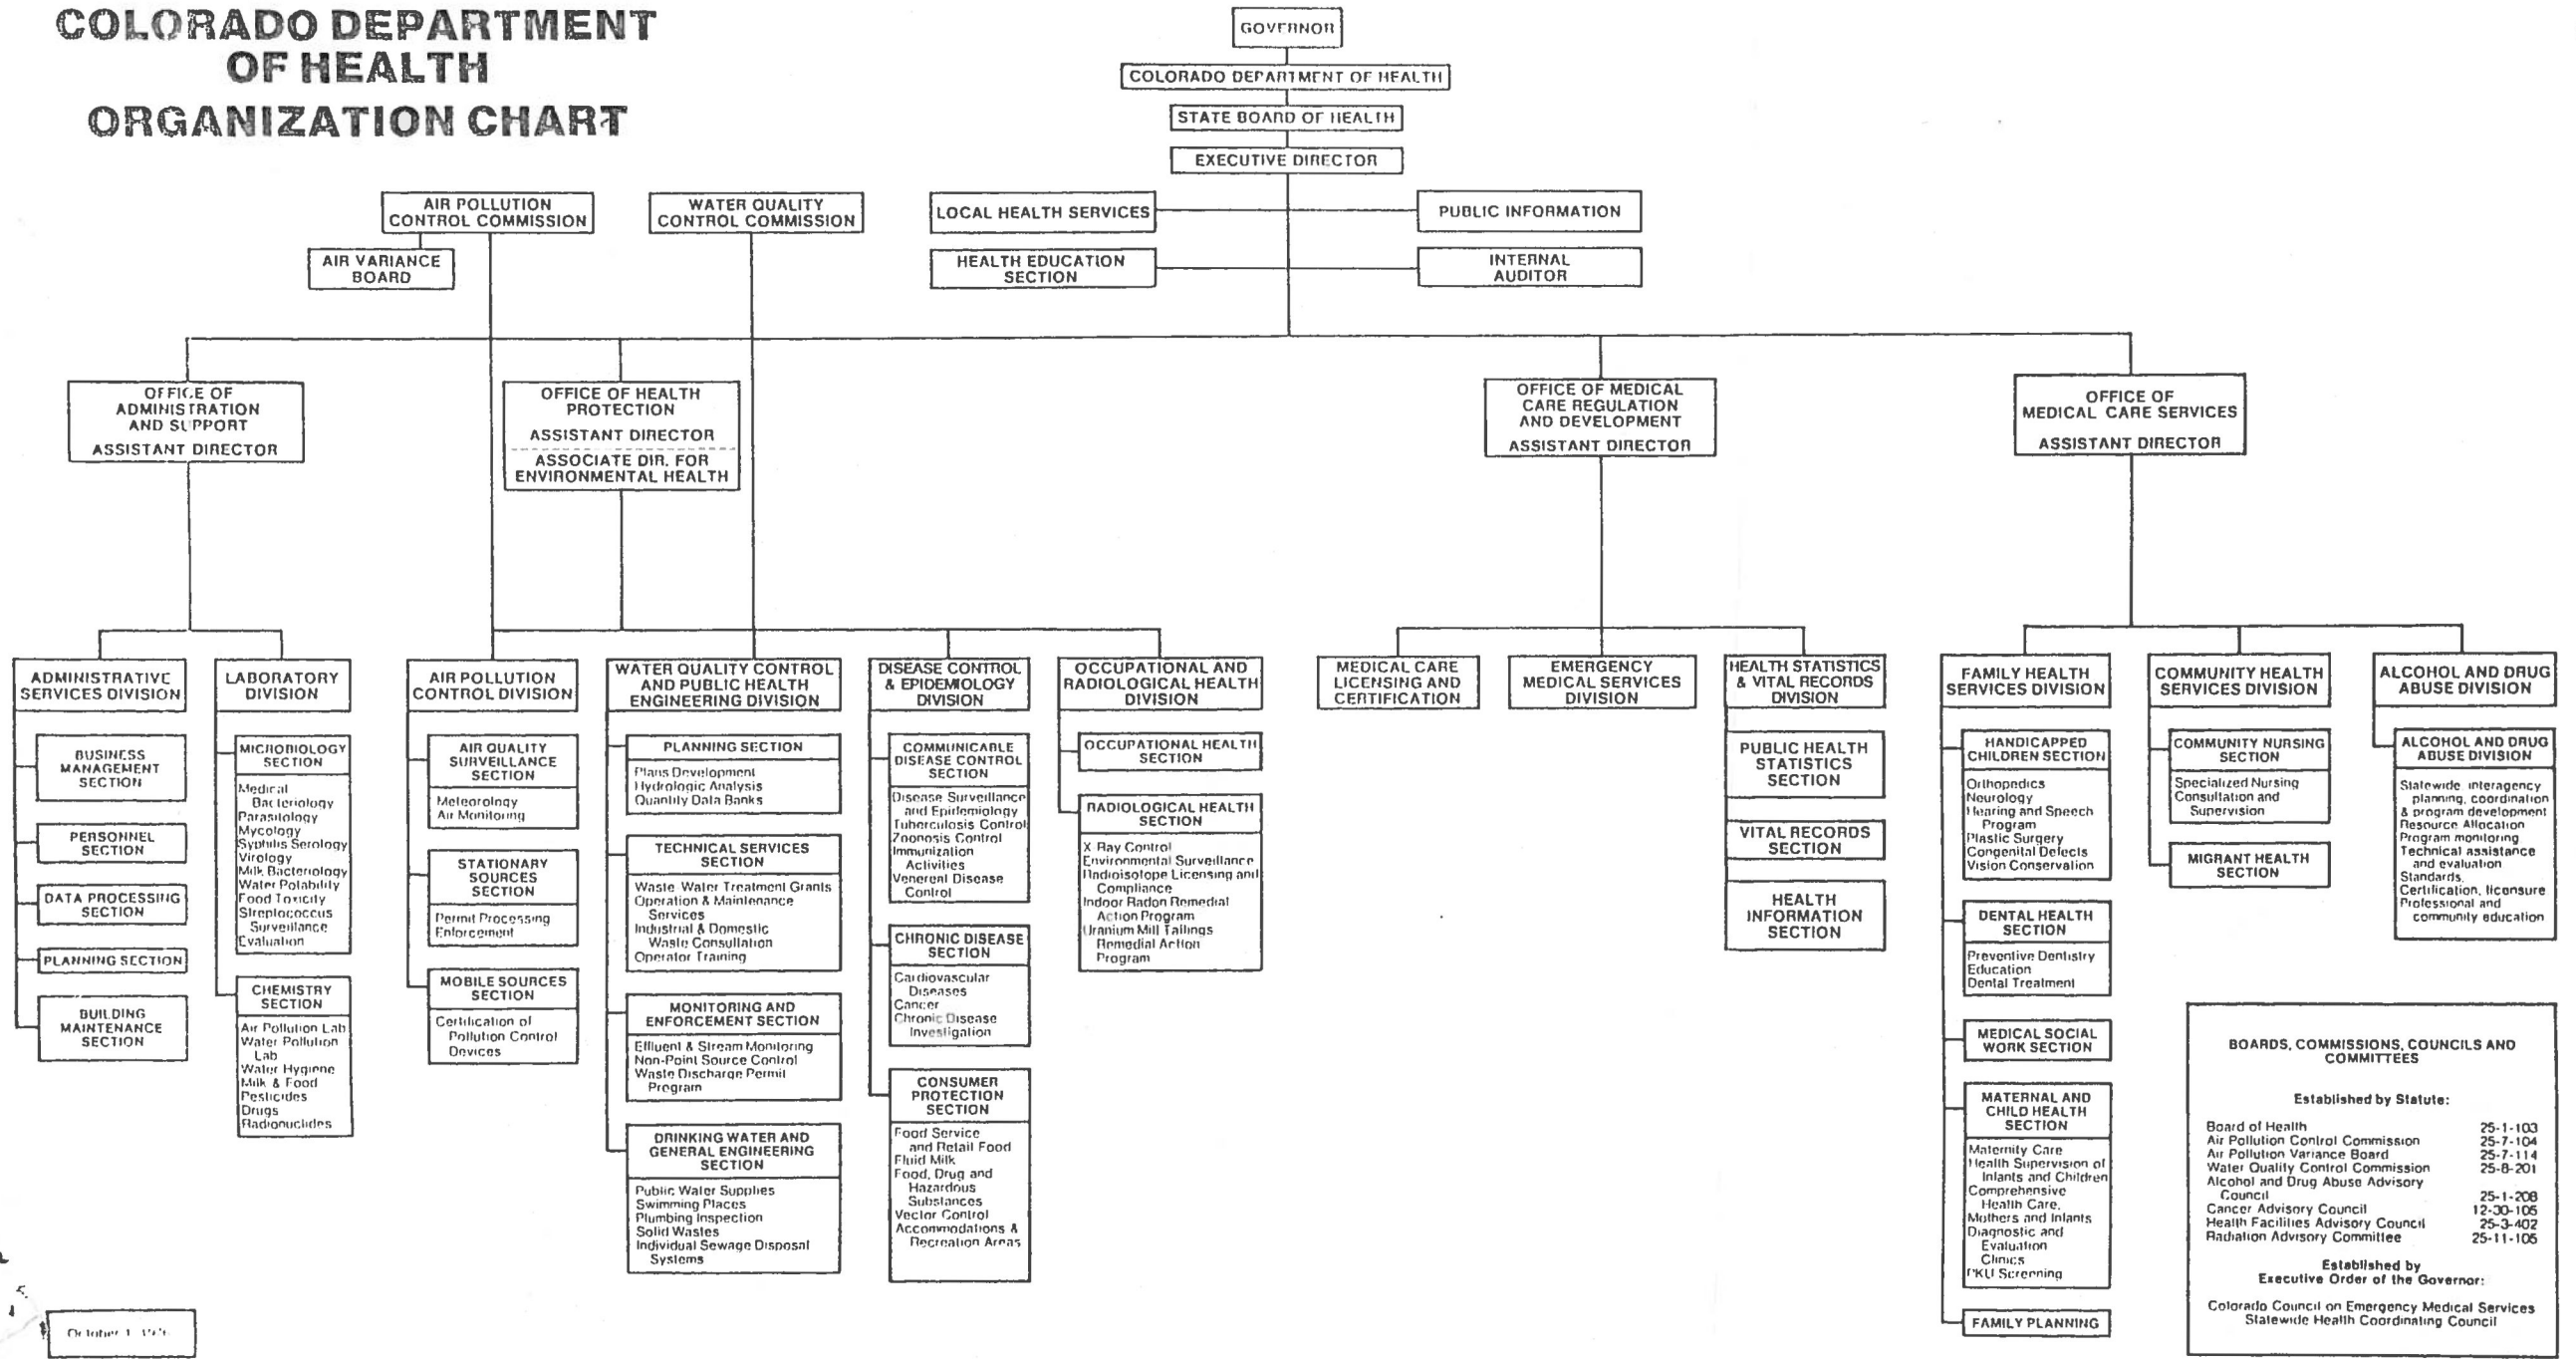 COLORADO DEPARTMENT
OF HEALTH
ORGANIZATION CHART
GOVERNOR
COLORADO DEPARTMENT OF HEALTH
STATE BOARD OF HEALTH
EXECUTIVE DIRECTOR
AIR POLLUTION
CONTROL COMMISSION
WATER QUALITY
CONTROL COMMISSION
LOCAL HEALTH SERVICES
PUBLIC INFORMATION
AIR VARIANCE
BOARD
HEALTH EDUCATION
SECTION
INTERNAL
AUDITOR
OFFICE OF
ADMINISTRATION
AND SUPPORT
ASSISTANT DIRECTOR
OFFICE OF HEALTH
PROTECTION
ASSISTANT DIRECTOR
ASSOCIATE DIR. FOR
ENVIRONMENTAL HEALTH
OFFICE OF MEDICAL
CARE REGULATION
AND DEVELOPMENT
ASSISTANT DIRECTOR
OFFICE OF
MEDICAL CARE SERVICES
ASSISTANT DIRECTOR
ADMINISTRATIVE
SERVICES DIVISION
BUSINESS
MANAGEMENT
SECTION
PERSONNEL
SECTION
DATA PROCESSING
SECTION
PLANNING SECTION
BUILDING
MAINTENANCE
SECTION
LABORATORY
DIVISION
MICROBIOLOGY
SECTION
Medical
Bacteriology
Parasitology
Mycology
Syphilis Serology
Virology
Milk Bacteriology
Water Potability
Food Toxicity
Streptococcus
Surveillance
Evaluation
CHEMISTRY
SECTION
Air Pollution Lab
Water Pollution
Lab
Water Hygiene
Milk & Food
Pesticides
Drugs
Radionuclides
AIR POLLUTION
CONTROL DIVISION
AIR QUALITY
SURVEILLANCE
SECTION
Meteorology
Air Monitoring
STATIONARY
SOURCES
SECTION
Permit Processing
Enforcement
MOBILE SOURCES
SECTION
Certification of
Pollution Control
Devices
WATER QUALITY CONTROL
AND PUBLIC HEALTH
ENGINEERING DIVISION
PLANNING SECTION
Plans Development
Hydrologic Analysis
Quantity Data Banks
TECHNICAL SERVICES
SECTION
Waste Water Treatment Grants
Operation & Maintenance
Services
Industrial & Domestic
Waste Consultation
Operator Training
MONITORING AND
ENFORCEMENT SECTION
Effluent & Stream Monitoring
Non-Point Source Control
Waste Discharge Permit
Program
DRINKING WATER AND
GENERAL ENGINEERING
SECTION
Public Water Supplies
Swimming Places
Plumbing Inspection
Solid Wastes
Individual Sewage Disposal
Systems
DISEASE CONTROL
& EPIDEMIOLOGY
DIVISION
COMMUNICABLE
DISEASE CONTROL
SECTION
Disease Surveillance
and Epidemiology
Tuberculosis Control
Zoonosis Control
Immunization
Activities
Venereal Disease
Control
CHRONIC DISEASE
SECTION
Cardiovascular
Diseases
Cancer
Chronic Disease
Investigation
CONSUMER
PROTECTION
SECTION
Food Service
and Retail Food
Fluid Milk
Food, Drug and
Hazardous
Substances
Vector Control
Accommodations &
Recreation Areas
OCCUPATIONAL AND
RADIOLOGICAL HEALTH
DIVISION
OCCUPATIONAL HEALTH
SECTION
RADIOLOGICAL HEALTH
SECTION
X Ray Control
Environmental Surveillance
Radioisotope Licensing and
Compliance
Indoor Radon Remedial
Action Program
Uranium Mill Tailings
Remedial Action
Program
MEDICAL CARE
LICENSING AND
CERTIFICATION
EMERGENCY
MEDICAL SERVICES
DIVISION
HEALTH STATISTICS
& VITAL RECORDS
DIVISION
PUBLIC HEALTH
STATISTICS
SECTION
VITAL RECORDS
SECTION
HEALTH
INFORMATION
SECTION
FAMILY HEALTH
SERVICES DIVISION
HANDICAPPED
CHILDREN SECTION
Orthopedics
Neurology
Hearing and Speech
Program
Plastic Surgery
Congenital Defects
Vision Conservation
DENTAL HEALTH
SECTION
Preventive Dentistry
Education
Dental Treatment
MEDICAL SOCIAL
WORK SECTION
MATERNAL AND
CHILD HEALTH
SECTION
Maternity Care
Health Supervision of
Infants and Children
Comprehensive
Health Care,
Mothers and Infants
Diagnostic and
Evaluation
Clinics
PKU Screening
FAMILY PLANNING
COMMUNITY HEALTH
SERVICES DIVISION
COMMUNITY NURSING
SECTION
Specialized Nursing
Consultation and
Supervision
MIGRANT HEALTH
SECTION
ALCOHOL AND DRUG
ABUSE DIVISION
ALCOHOL AND DRUG
ABUSE DIVISION
Statewide interagency
planning, coordination
& program development
Resource Allocation
Program monitoring
Technical assistance
and evaluation
Standards,
Certification, licensure
Professional and
community education
BOARDS, COMMISSIONS, COUNCILS AND
COMMITTEES
Established by Statute:
Board of Health 25-1-103
Air Pollution Control Commission 25-7-104
Air Pollution Variance Board 25-7-114
Water Quality Control Commission 25-8-201
Alcohol and Drug Abuse Advisory
Council 25-1-208
Cancer Advisory Council 12-30-105
Health Facilities Advisory Council 25-3-402
Radiation Advisory Committee 25-11-105
Established by
Executive Order of the Governor:
Colorado Council on Emergency Medical Services
Statewide Health Coordinating Council
October 1,